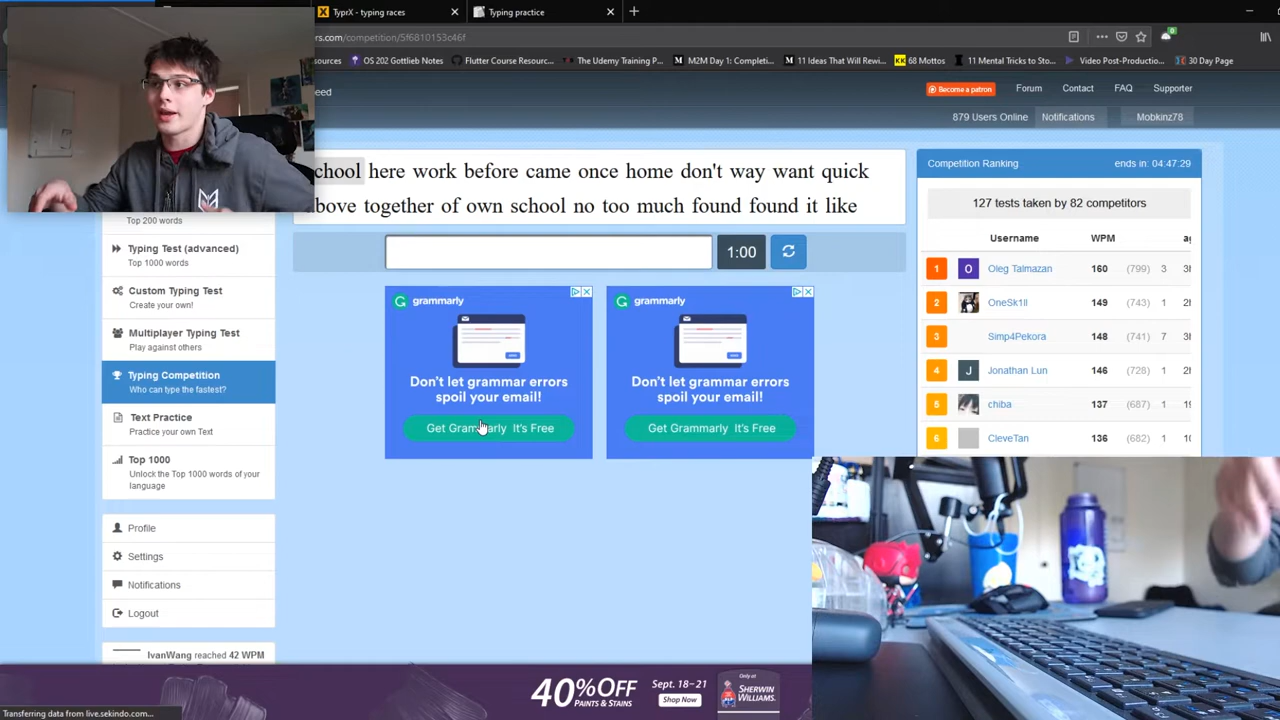 TyprX - typing races
Typing practice
rs.com/competition/5f6810153c46f
ources
OS 202 Gottlieb Notes
Flutter Course Resourc...
The Udemy Training P...
M2M Day 1: Completi...
11 Ideas That Will Rewi...
KK 68 Mottos
11 Mental Tricks to Sto...
Video Post-Productio...
30 Day Page
eed
Become a patron
Forum
Contact
FAQ
Supporter
879 Users Online
Notifications
Mobkinz78
chool here work before came once home don't way want quick
bove together of own school no too much found found it like
1:00
Top 200 words
Typing Test (advanced)
Top 1000 words
Custom Typing Test
Create your own!
Multiplayer Typing Test
Play against others
Typing Competition
Who can type the fastest?
Text Practice
Practice your own Text
Top 1000
Unlock the Top 1000 words of your
language
Profile
Settings
Notifications
Logout
IvanWang reached 42 WPM
grammarly
Don't let grammar errors
spoil your email!
Get Grammarly It's Free
grammarly
Don't let grammar errors
spoil your email!
Get Grammarly It's Free
Competition Ranking
ends in: 04:47:29
127 tests taken by 82 competitors
Username WPM
1 O Oleg Talmazan 160 (799) 3
2 OneSk1ll 149 (743) 1
3 Simp4Pekora 148 (741) 7
4 J Jonathan Lun 146 (728) 1
5 chiba 137 (687) 1
6 CleveTan 136 (682) 1
40% OFF
PAINTS & STAINS
Sept. 18-21
Shop Now
Only at
SHERWIN
WILLIAMS.
Transferring data from live.sekindo.com...